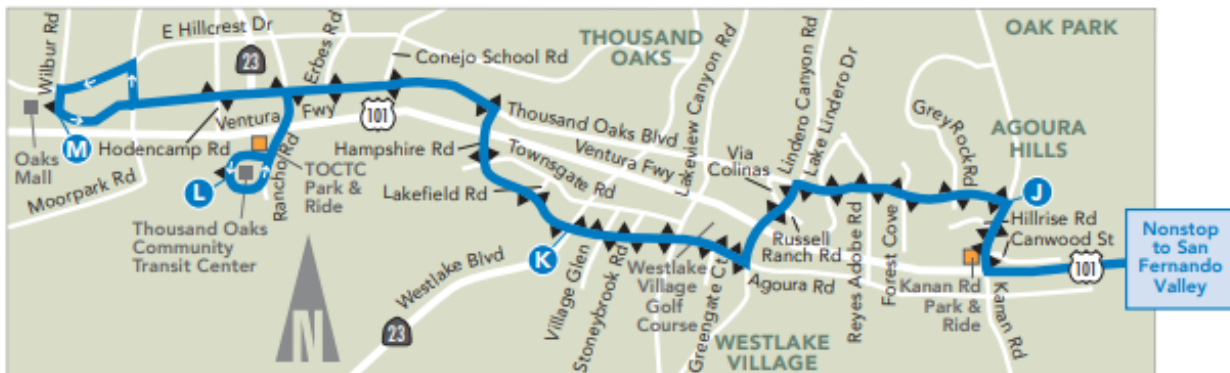 Wilbur Rd
E Hillcrest Dr
23
Erbes Rd
Conejo School Rd
THOUSAND
OAKS
Lakeview Canyon Rd
Lindero Canyon Rd
Lake Lindero Dr
OAK PARK
Grey Rock Rd
AGOURA
HILLS
Oaks
Mall
M
Hodencamp Rd
Ventura Fwy
101
Moorpark Rd
L
Rancho Rd
TOCTC
Park &
Ride
Thousand Oaks
Community
Transit Center
Hampshire Rd
Thousand Oaks Blvd
Ventura Fwy
Townsgate Rd
Lakefield Rd
Via
Colinas
J
Hillrise Rd
Canwood St
Nonstop
to San
Fernando
Valley
N
Westlake Blvd
23
K
Village Glen
Stoneybrook Rd
Westlake
Village
Golf
Course
Greengate Ct
Agoura Rd
Russell
Ranch Rd
Reyes Adobe Rd
Forest Cove
Kanan Rd
Park &
Ride
Kanan Rd
101
WESTLAKE
VILLAGE